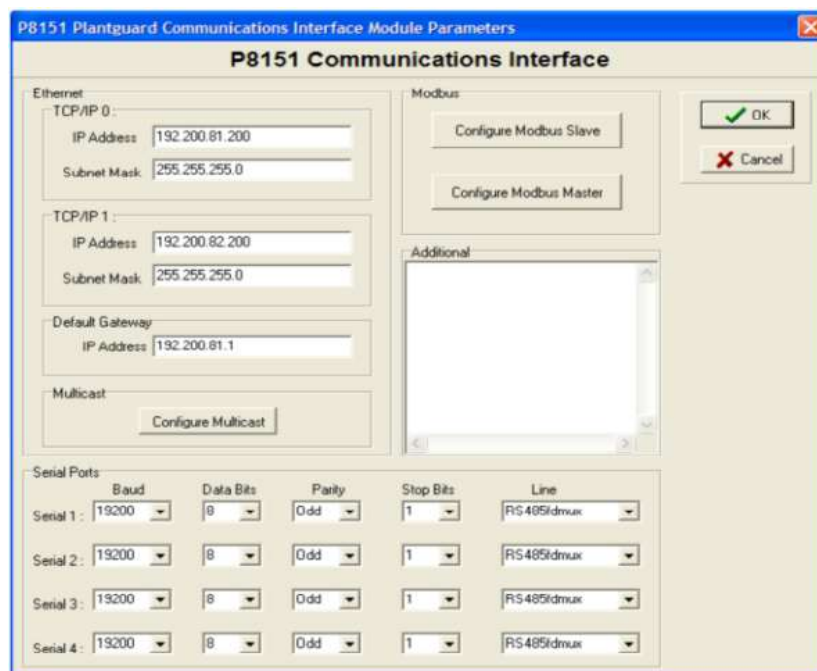 P8151 Plantguard Communications Interface Module Parameters
P8151 Communications Interface
Ethernet
TCP/IP 0 :
IP Address 192.200.81.200
Subnet Mask 255.255.255.0
TCP/IP 1 :
IP Address 192.200.82.200
Subnet Mask 255.255.255.0
Default Gateway
IP Address 192.200.81.1
Multicast
Configure Multicast
Modbus
Configure Modbus Slave
Configure Modbus Master
Additional
OK
Cancel
Serial Ports
Baud Data Bits Parity Stop Bits Line
Serial 1 : 19200 8 Odd 1 RS485fdmux
Serial 2 : 19200 8 Odd 1 RS485fdmux
Serial 3 : 19200 8 Odd 1 RS485fdmux
Serial 4 : 19200 8 Odd 1 RS485fdmux